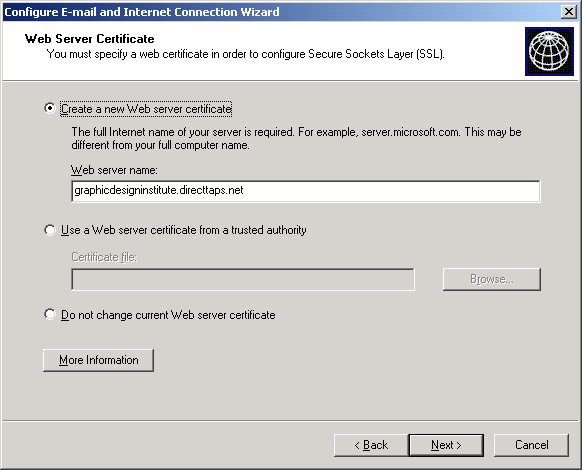 Configure E-mail and Internet Connection Wizard
Web Server Certificate
You must specify a web certificate in order to configure Secure Sockets Layer (SSL).
Create a new Web server certificate
The full Internet name of your server is required. For example, server.microsoft.com. This may be
different from your full computer name.
Web server name:
graphicdesigninstitute.directtaps.net
Use a Web server certificate from a trusted authority
Certificate file:
Browse...
Do not change current Web server certificate
More Information
< Back
Next >
Cancel